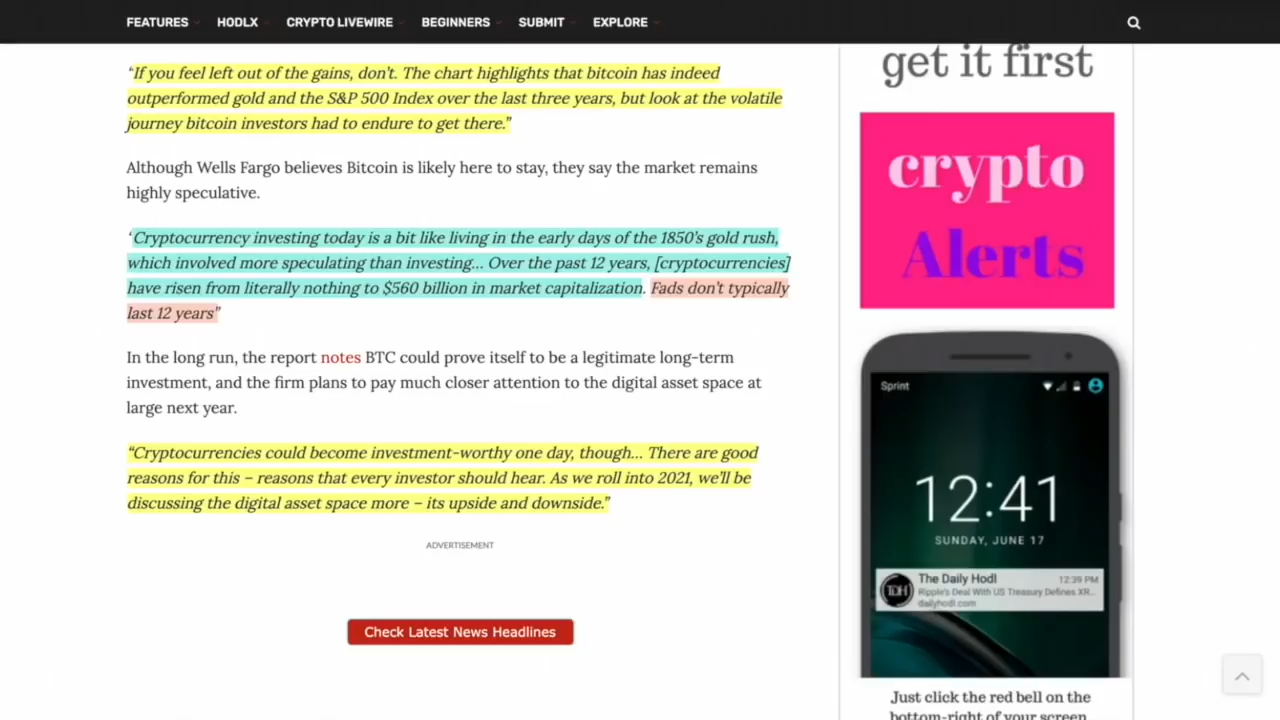 FEATURES HODLX CRYPTO LIVEWIRE BEGINNERS SUBMIT EXPLORE
“If you feel left out of the gains, don’t. The chart highlights that bitcoin has indeed
outperformed gold and the S&P 500 Index over the last three years, but look at the volatile
journey bitcoin investors had to endure to get there.”
Although Wells Fargo believes Bitcoin is likely here to stay, they say the market remains
highly speculative.
‘Cryptocurrency investing today is a bit like living in the early days of the 1850’s gold rush,
which involved more speculating than investing… Over the past 12 years, [cryptocurrencies]
have risen from literally nothing to $560 billion in market capitalization. Fads don’t typically
last 12 years”
In the long run, the report notes BTC could prove itself to be a legitimate long-term
investment, and the firm plans to pay much closer attention to the digital asset space at
large next year.
“Cryptocurrencies could become investment-worthy one day, though… There are good
reasons for this – reasons that every investor should hear. As we roll into 2021, we’ll be
discussing the digital asset space more – its upside and downside.”
ADVERTISEMENT
Check Latest News Headlines
get it first
crypto
Alerts
Sprint
12:41
SUNDAY, JUNE 17
The Daily Hodl 12:39 PM
Ripple's Deal With US Treasury Defines XR...
dailyhodl.com
TDH
Just click the red bell on the
bottom-right of your screen